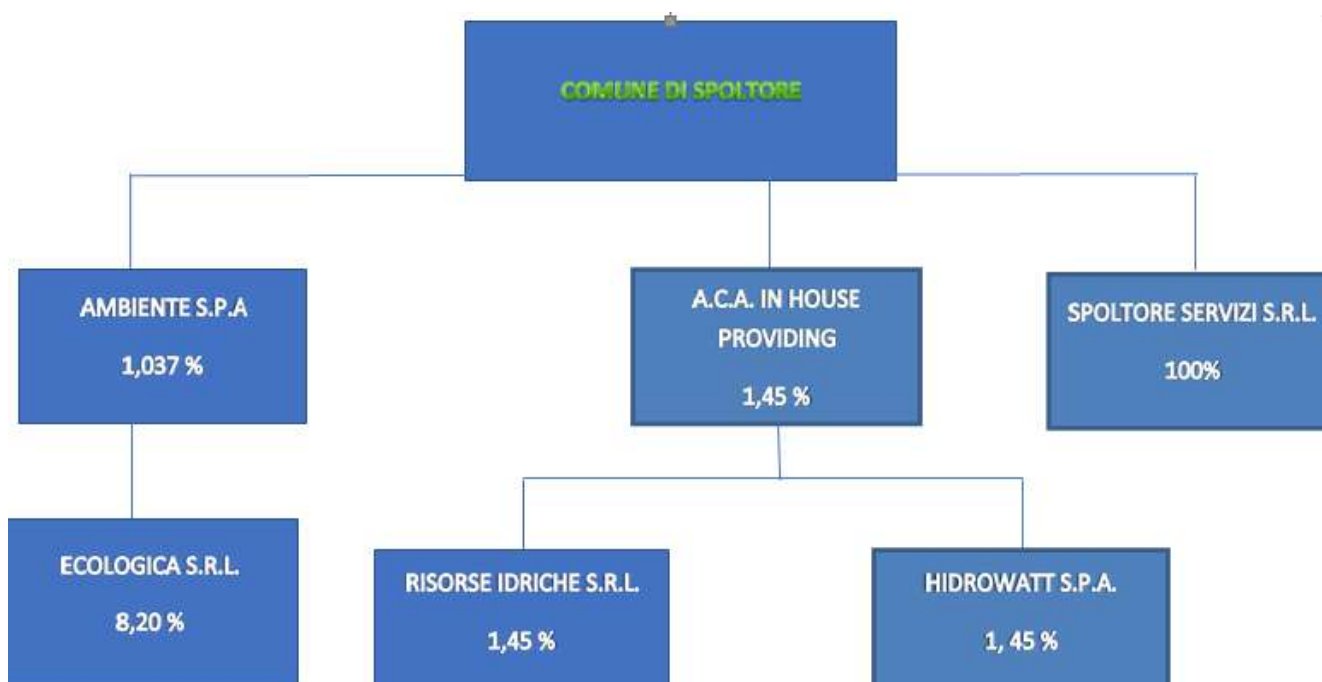 COMUNE DI SPOLTORE
AMBIENTE S.P.A
1,037 %
A.C.A. IN HOUSE
PROVIDING
1,45 %
SPOLTORE SERVIZI S.R.L.
100%
ECOLOGICA S.R.L.
8,20 %
RISORSE IDRICHE S.R.L.
1,45 %
HIDROWATT S.P.A.
1, 45 %